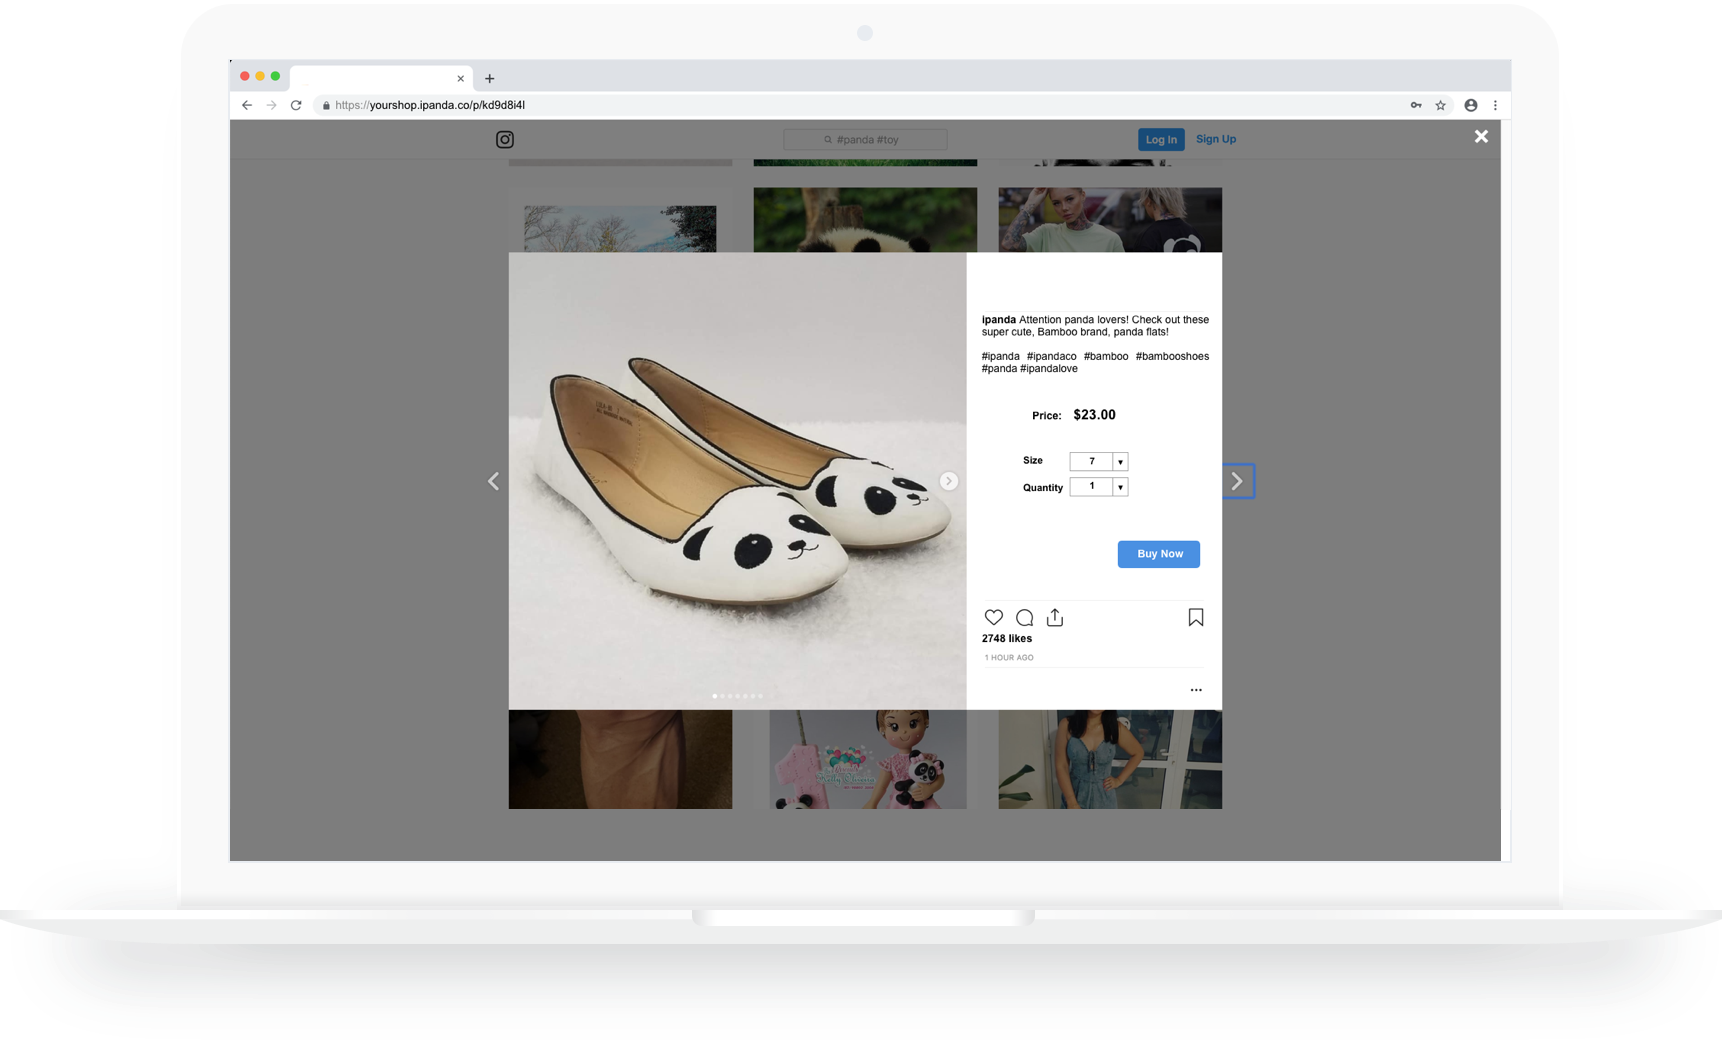 https://yourshop.ipanda.co/p/kd9d8i4l
#panda #toy
Log In
Sign Up
ipanda Attention panda lovers! Check out these
super cute, Bamboo brand, panda flats!
#ipanda #ipandaco #bamboo #bambooshoes
#panda #ipandalove
Price: $23.00
Size 7
Quantity 1
Buy Now
2748 likes
1 HOUR AGO